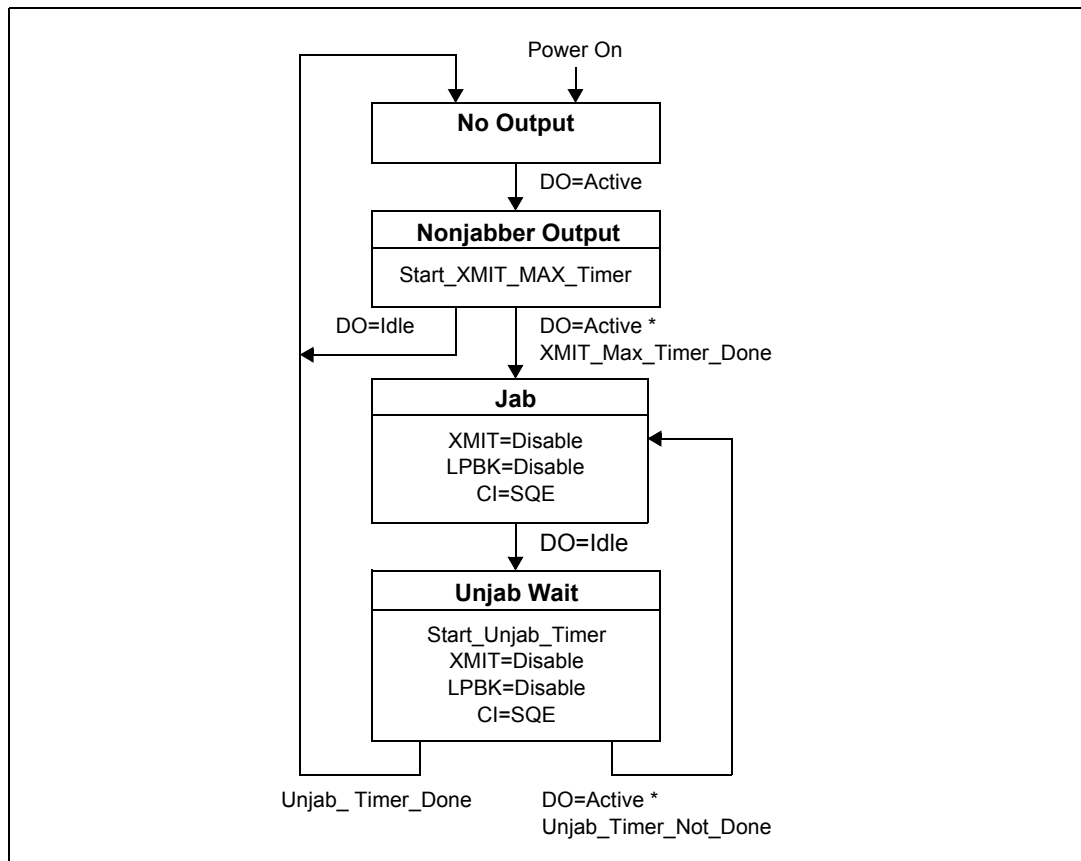 Power On
No Output
DO=Active
Nonjabber Output
Start_XMIT_MAX_Timer
DO=Idle
DO=Active *
XMIT_Max_Timer_Done
Jab
XMIT=Disable
LPBK=Disable
CI=SQE
DO=Idle
Unjab Wait
Start_Unjab_Timer
XMIT=Disable
LPBK=Disable
CI=SQE
Unjab_ Timer_Done
DO=Active *
Unjab_Timer_Not_Done